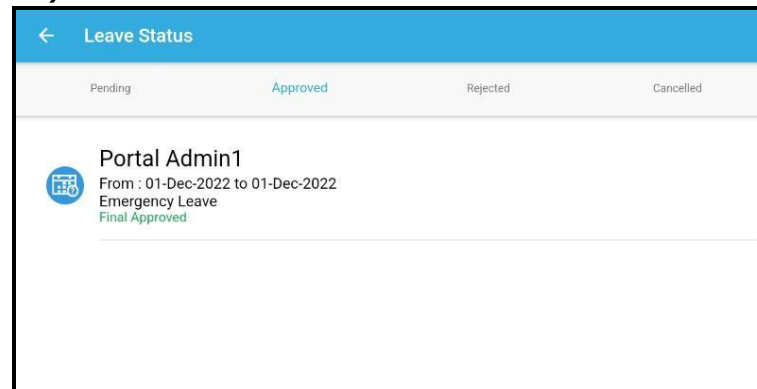 Leave Status
Pending Approved Rejected Cancelled
Portal Admin1
From : 01-Dec-2022 to 01-Dec-2022
Emergency Leave
Final Approved